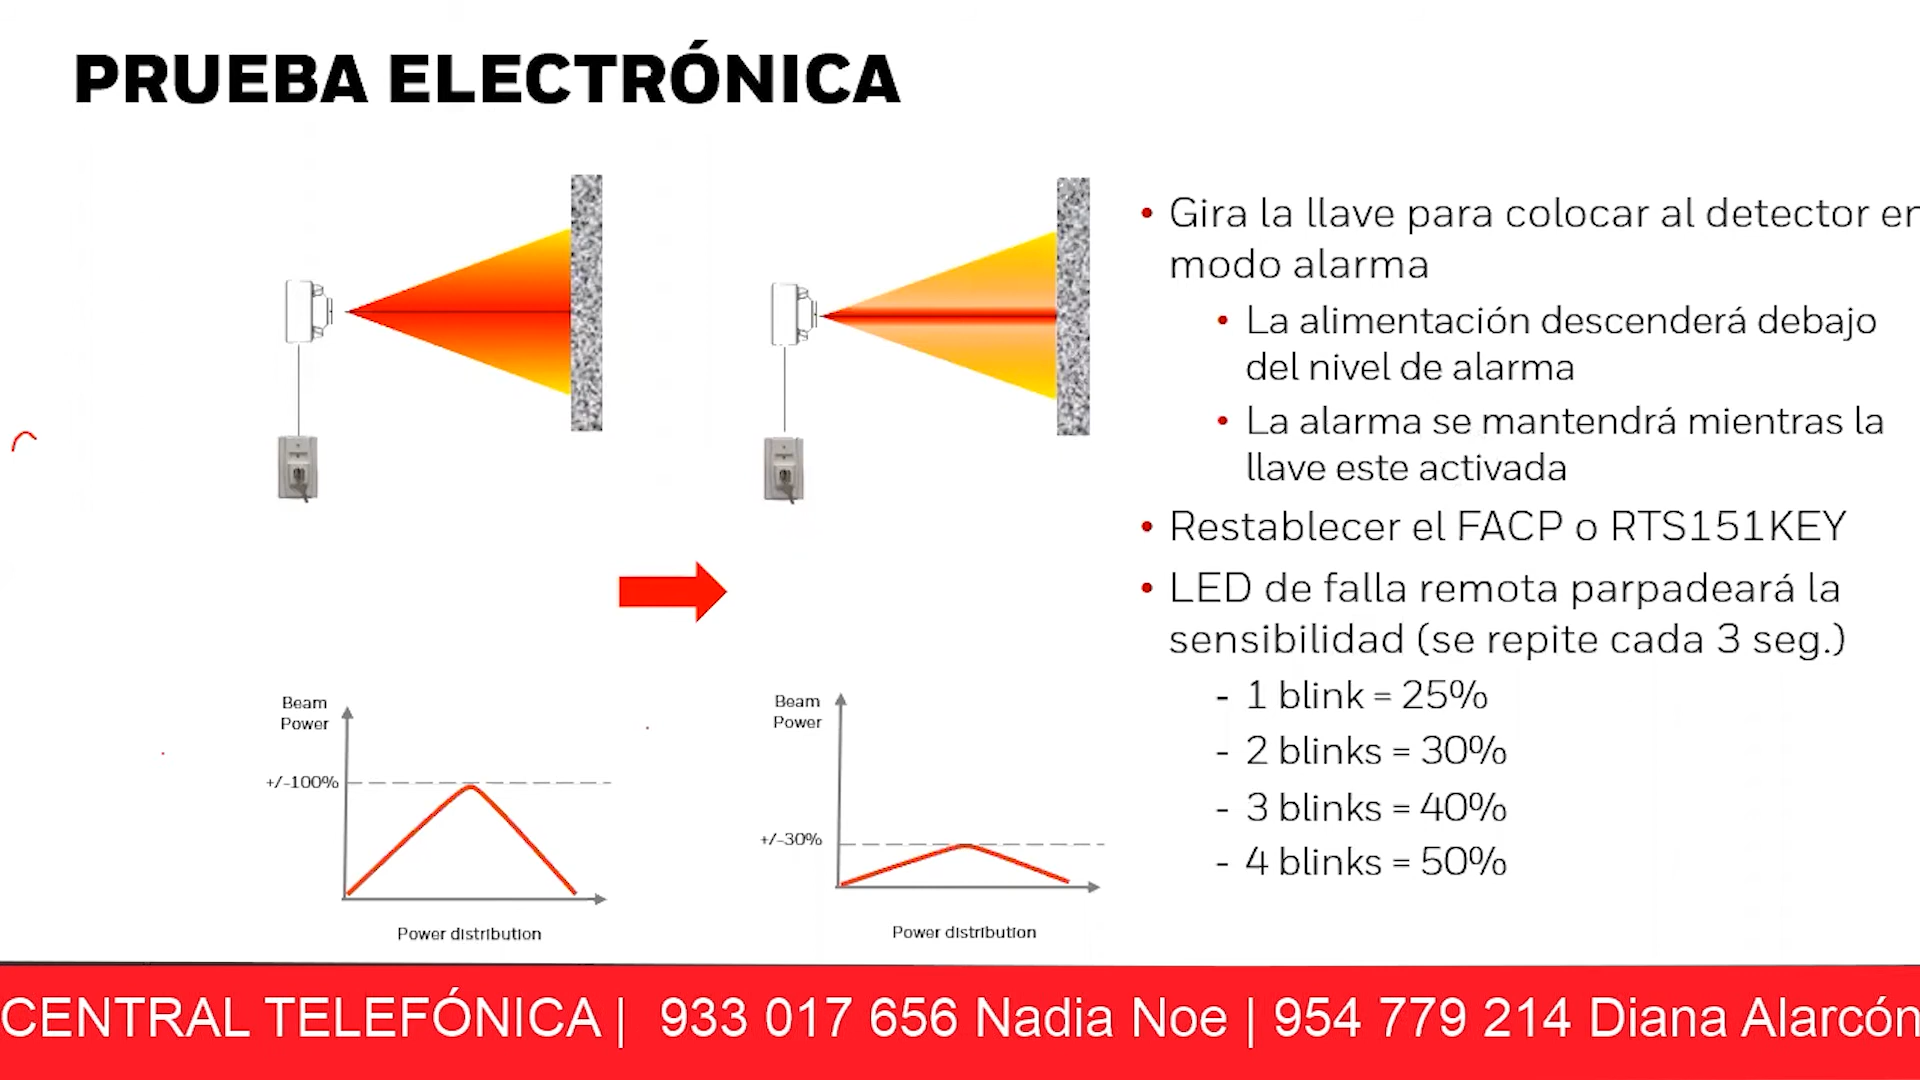 PRUEBA ELECTRÓNICA
• Gira la llave para colocar al detector en
modo alarma
• La alimentación descenderá debajo
del nivel de alarma
• La alarma se mantendrá mientras la
llave este activada
• Restablecer el FACP o RTS151KEY
• LED de falla remota parpadeará la
sensibilidad (se repite cada 3 seg.)
- 1 blink = 25%
- 2 blinks = 30%
- 3 blinks = 40%
- 4 blinks = 50%
Beam
Power
+/-100%
Power distribution
Beam
Power
+/-30%
Power distribution
CENTRAL TELEFÓNICA | 933 017 656 Nadia Noe | 954 779 214 Diana Alarcón